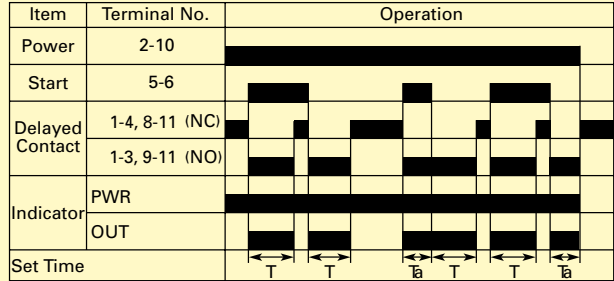 Item Terminal No. Operation
Power 2-10
Start 5-6
Delayed Contact
1-4, 8-11 (NC)
1-3, 9-11 (NO)
Indicator
PWR
OUT
Set Time T T Ta T T Ta